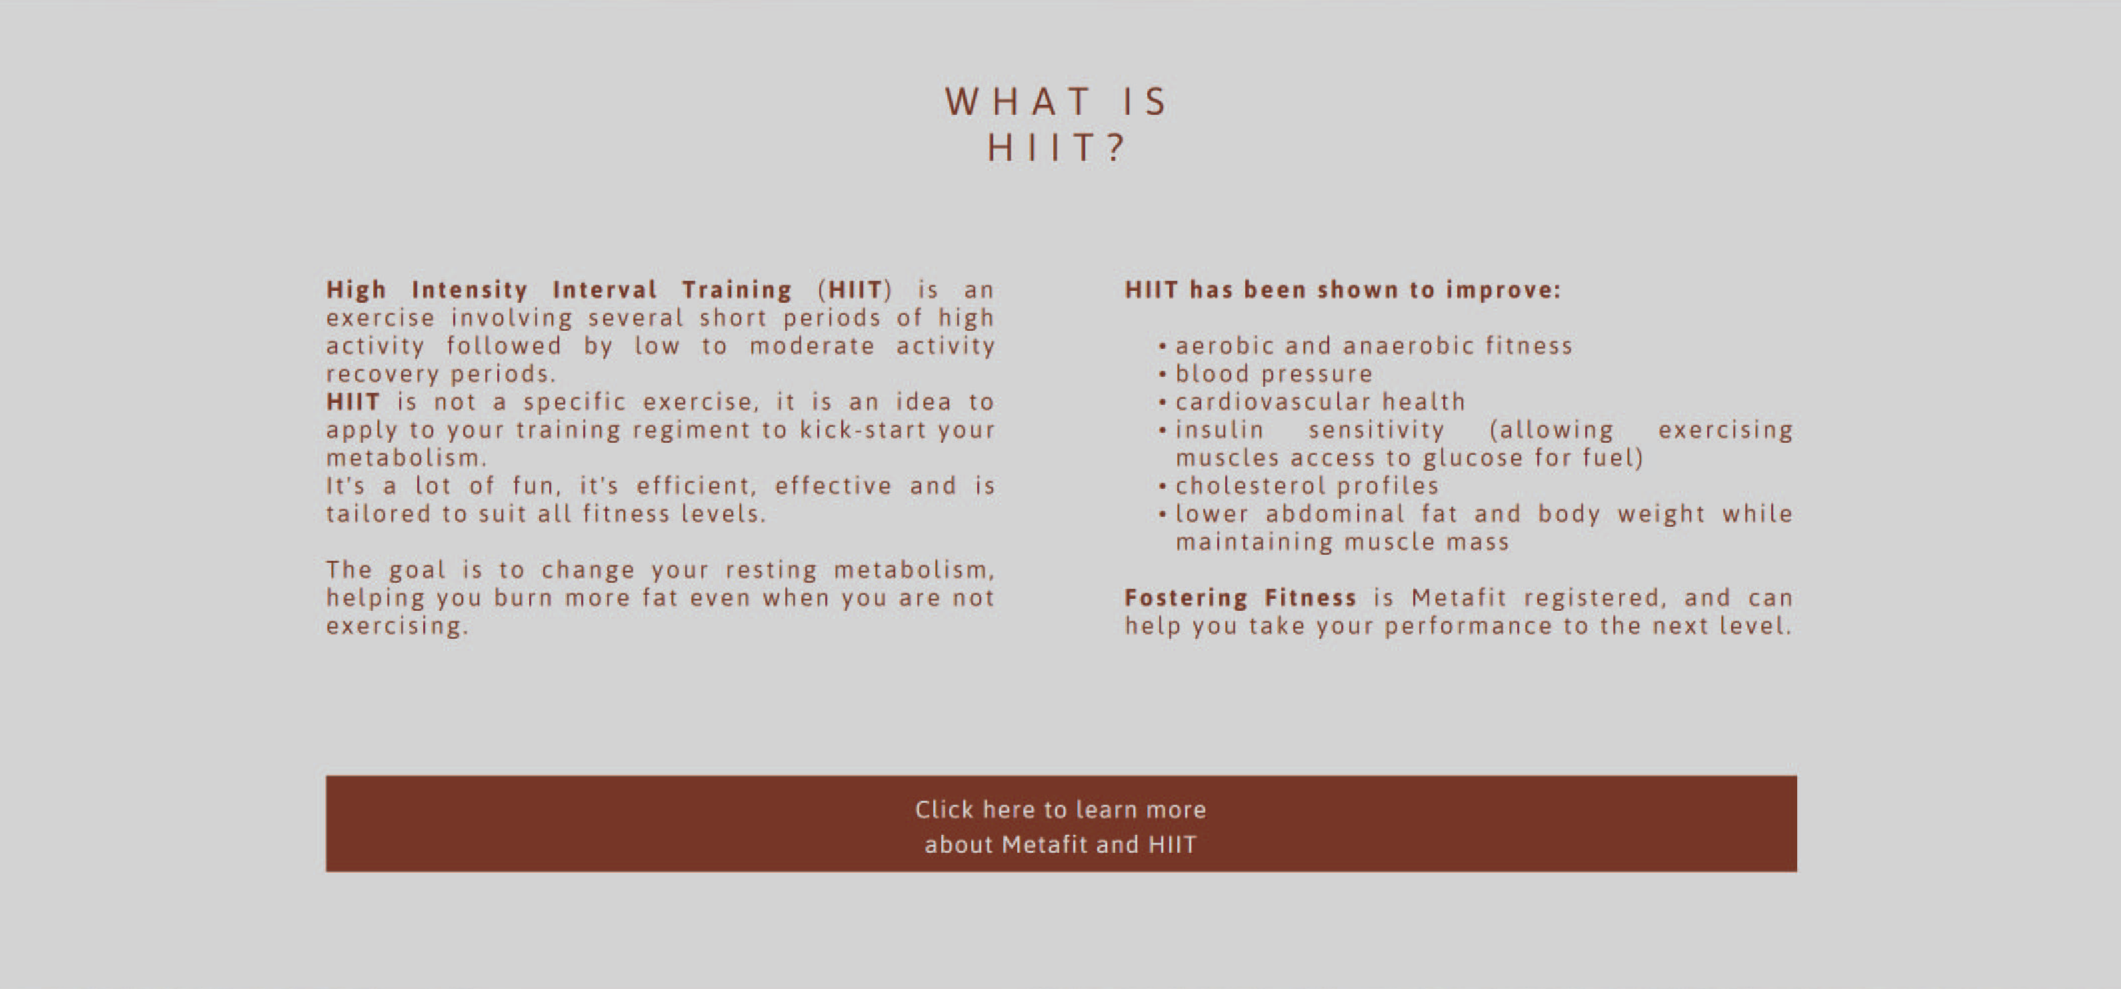 WHAT IS
HIIT?
High Intensity Interval Training (HIIT) is an
exercise involving several short periods of high
activity followed by low to moderate activity
recovery periods.
HIIT is not a specific exercise, it is an idea to
apply to your training regiment to kick-start your
metabolism.
It's a lot of fun, it's efficient, effective and is
tailored to suit all fitness levels.
The goal is to change your resting metabolism,
helping you burn more fat even when you are not
exercising.
HIIT has been shown to improve:
• aerobic and anaerobic fitness
• blood pressure
• cardiovascular health
• insulin sensitivity (allowing exercising
muscles access to glucose for fuel)
• cholesterol profiles
• lower abdominal fat and body weight while
maintaining muscle mass
Fostering Fitness is Metafit registered, and can
help you take your performance to the next level.
Click here to learn more
about Metafit and HIIT